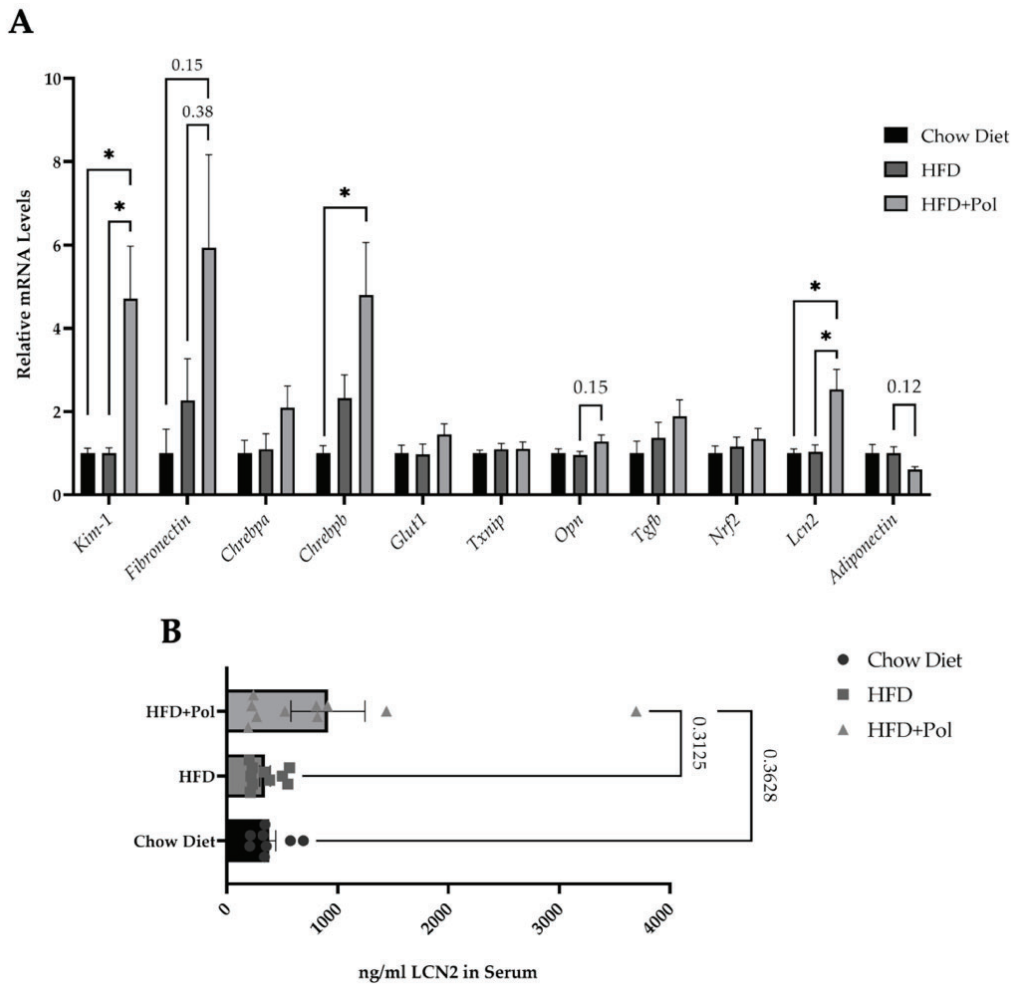 A
0.15
10
0.38
Chow Diet
8
*
HFD
*
*
HFD+Pol
6
Relative mRNA Levels
*
4
*
0.15
0.12
2
0
Kim-1
Fibronectin
Chrebpa
Chrebpb
Glut1
Txnip
Opn
Tgfb
Nrf2
Lcn2
Adiponectin
B
Chow Diet
HFD
HFD+Pol
HFD+Pol
0.3125
0.3628
HFD
Chow Diet
0
1000
2000
3000
4000
ng/ml LCN2 in Serum